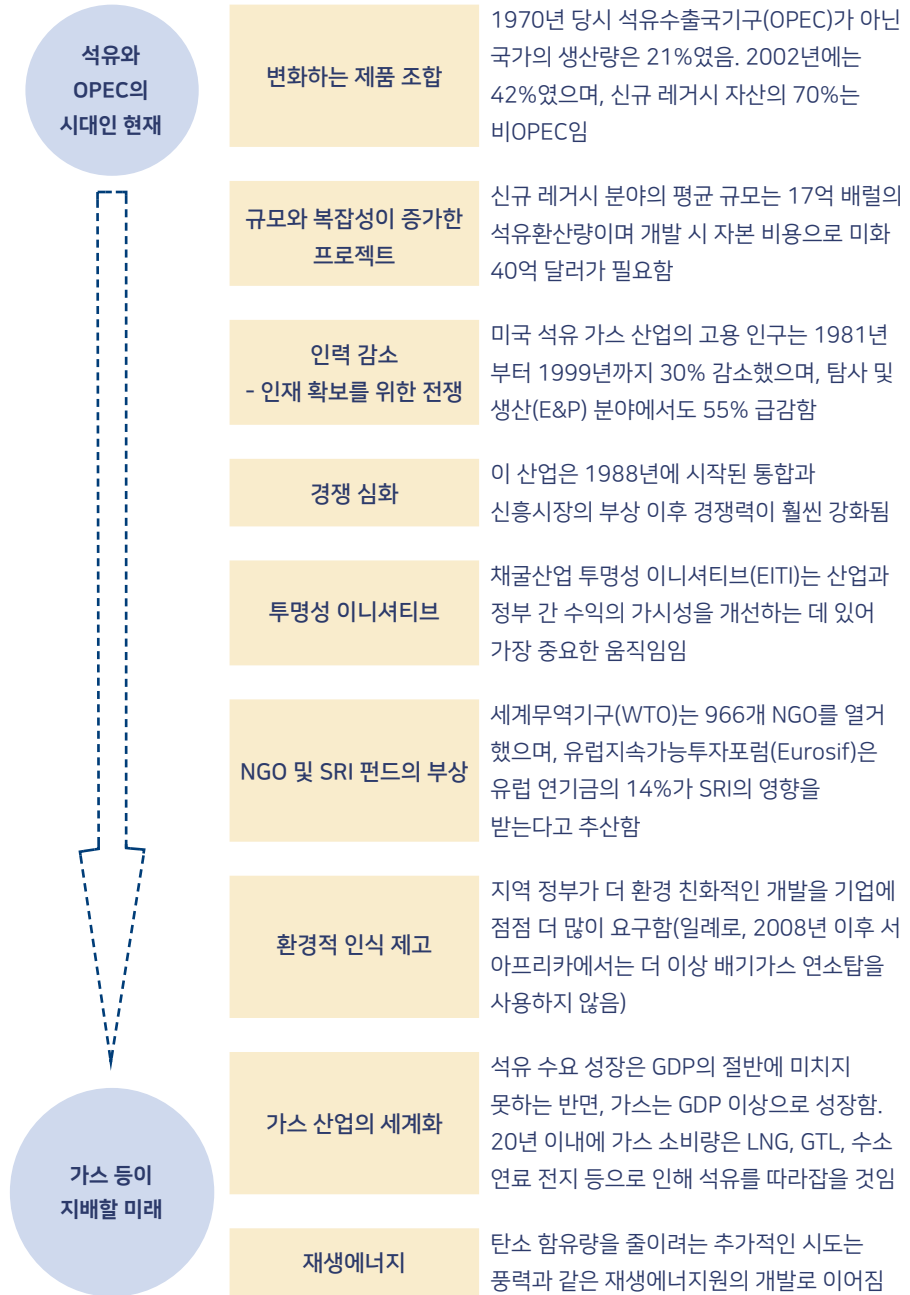 석유와
OPEC의
시대인 현재
변화하는 제품 조합
1970년 당시 석유수출국기구(OPEC)가 아닌
국가의 생산량은 21%였음. 2002년에는
42%였으며, 신규 레거시 자산의 70%는
비OPEC임
규모와 복잡성이 증가한
프로젝트
신규 레거시 분야의 평균 규모는 17억 배럴의
석유환산량이며 개발 시 자본 비용으로 미화
40억 달러가 필요함
인력 감소
- 인재 확보를 위한 전쟁
미국 석유 가스 산업의 고용 인구는 1981년
부터 1999년까지 30% 감소했으며, 탐사 및
생산(E&P) 분야에서도 55% 급감함
경쟁 심화
이 산업은 1988년에 시작된 통합과
신흥시장의 부상 이후 경쟁력이 훨씬 강화됨
투명성 이니셔티브
채굴산업 투명성 이니셔티브(EITI)는 산업과
정부 간 수익의 가시성을 개선하는 데 있어
가장 중요한 움직임임
NGO 및 SRI 펀드의 부상
세계무역기구(WTO)는 966개 NGO를 열거
했으며, 유럽지속가능투자포럼(Eurosif)은
유럽 연기금의 14%가 SRI의 영향을
받는다고 추산함
환경적 인식 제고
지역 정부가 더 환경 친화적인 개발을 기업에
점점 더 많이 요구함(일례로, 2008년 이후 서
아프리카에서는 더 이상 배기가스 연소탑을
사용하지 않음)
가스 산업의 세계화
석유 수요 성장은 GDP의 절반에 미치지
못하는 반면, 가스는 GDP 이상으로 성장함.
20년 이내에 가스 소비량은 LNG, GTL, 수소
연료 전지 등으로 인해 석유를 따라잡을 것임
가스 등이
지배할 미래
재생에너지
탄소 함유량을 줄이려는 추가적인 시도는
풍력과 같은 재생에너지원의 개발로 이어짐